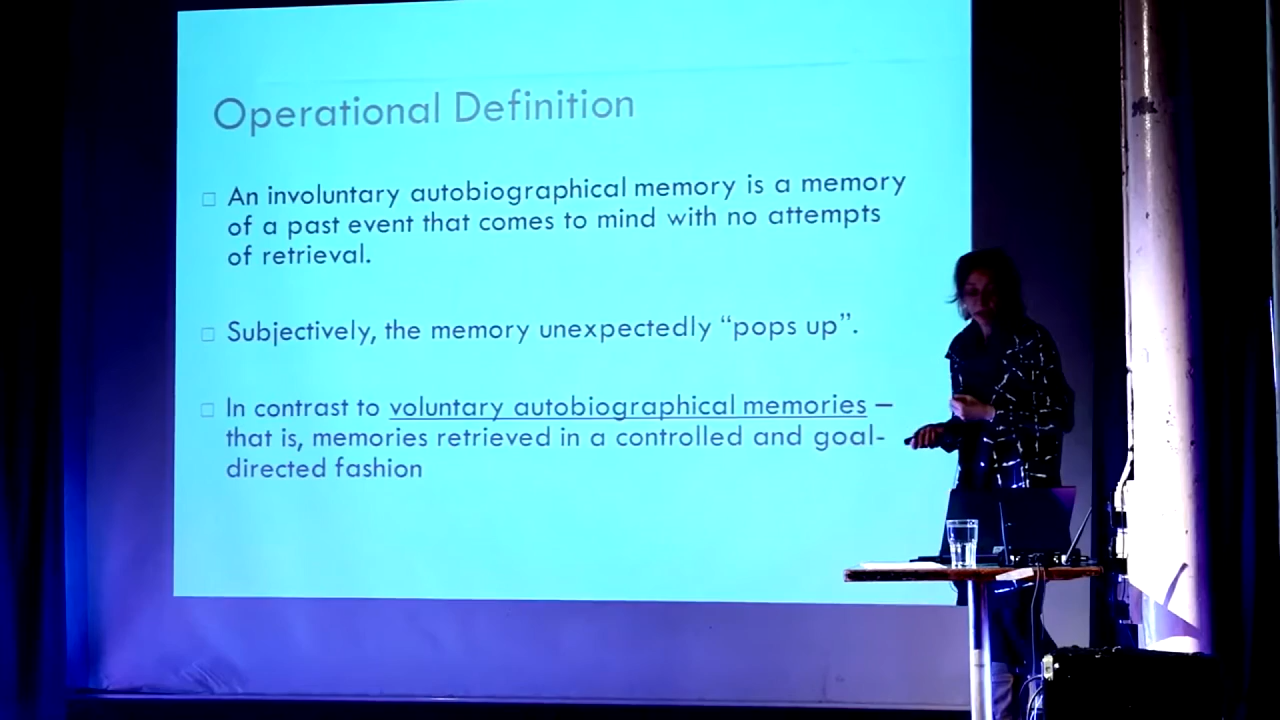 Operational Definition
An involuntary autobiographical memory is a memory
of a past event that comes to mind with no attempts
of retrieval.
Subjectively, the memory unexpectedly “pops up”.
In contrast to voluntary autobiographical memories –
that is, memories retrieved in a controlled and goal-
directed fashion